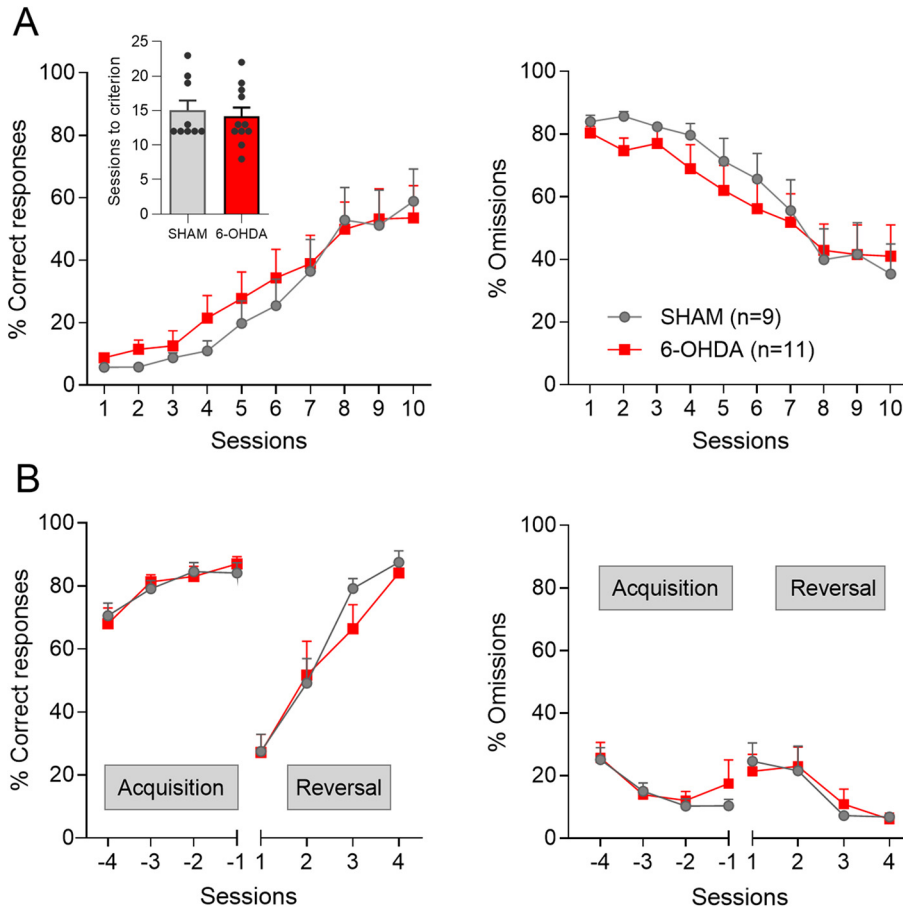 A
% Correct responses
100
80
60
40
20
0
1 2 3 4 5 6 7 8 9 10
Sessions
Sessions to criterion
25
20
15
10
5
0
SHAM 6-OHDA
% Omissions
100
80
60
40
20
0
1 2 3 4 5 6 7 8 9 10
Sessions
SHAM (n=9)
6-OHDA (n=11)
B
% Correct responses
100
80
60
40
20
0
Acquisition Reversal
-4 -3 -2 -1 1 2 3 4
Sessions
% Omissions
100
80
60
40
20
0
Acquisition Reversal
-4 -3 -2 -1 1 2 3 4
Sessions